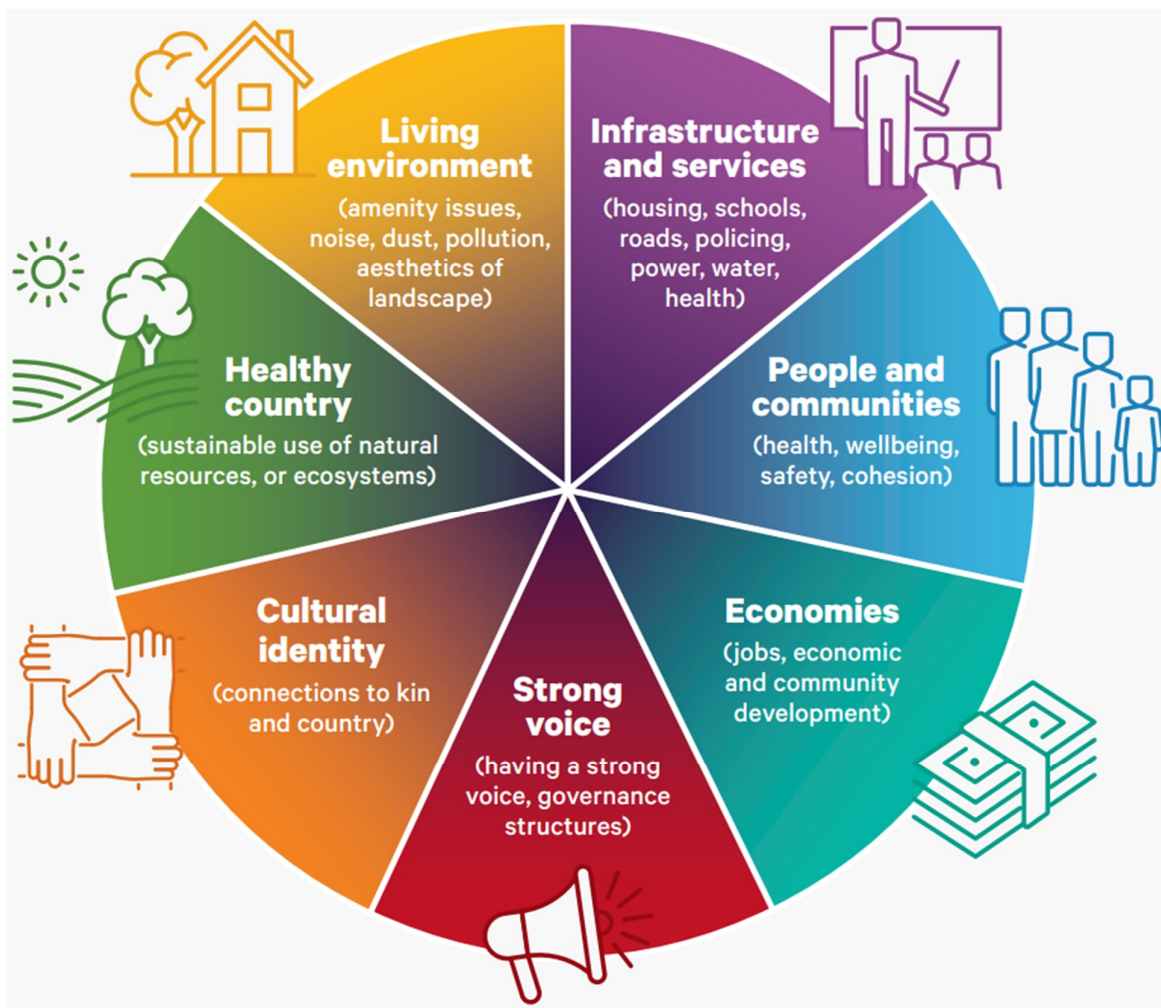 Living
environment
(amenity issues,
noise, dust, pollution,
aesthetics of
landscape)
Infrastructure
and services
(housing, schools,
roads, policing,
power, water,
health)
People and
communities
(health, wellbeing,
safety, cohesion)
Economies
(jobs, economic
and community
development)
Strong
voice
(having a strong
voice, governance
structures)
Cultural
identity
(connections to kin
and country)
Healthy
country
(sustainable use of natural
resources, or ecosystems)